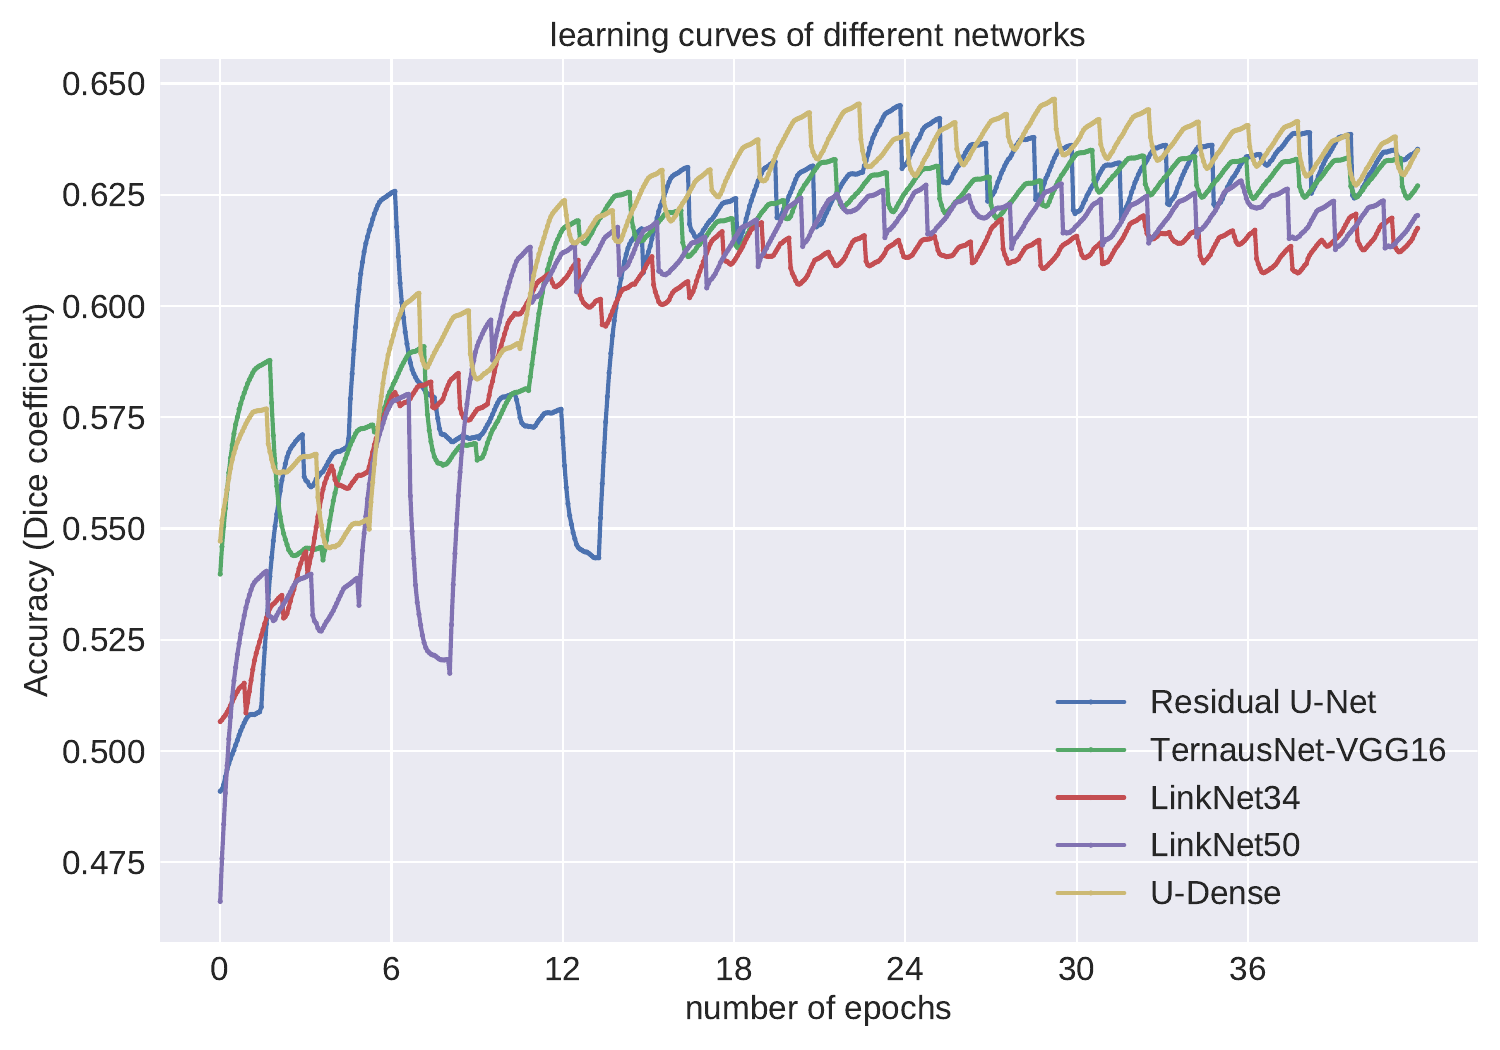 learning curves of different networks
Accuracy (Dice coefficient)
0.650
0.625
0.600
0.575
0.550
0.525
0.500
0.475
Residual U-Net
TernausNet-VGG16
LinkNet34
LinkNet50
U-Dense
0 6 12 18 24 30 36
number of epochs